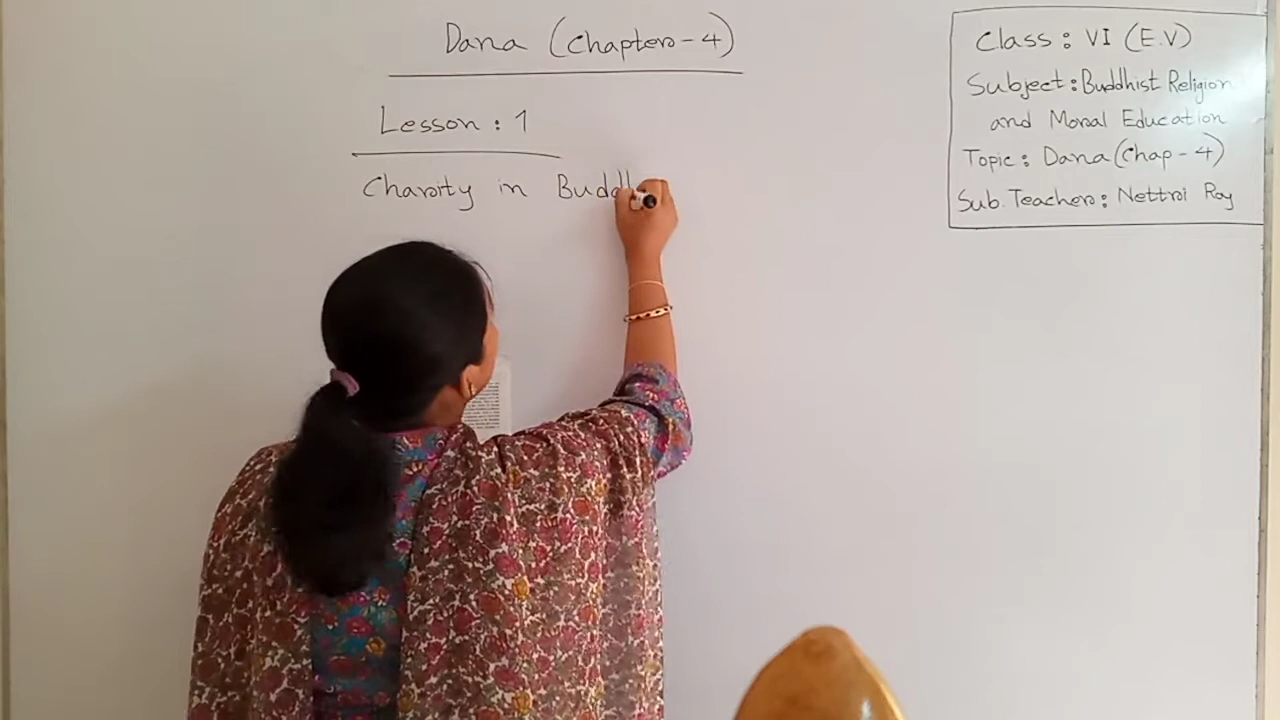 Dana (Chapter-4)
Lesson : 1
Charity in Buddh
Class : VI (E.V)
Subject : Buddhist Religion
and Moral Education
Topic : Dana (Chap - 4)
Sub. Teacher : Nettroi Roy